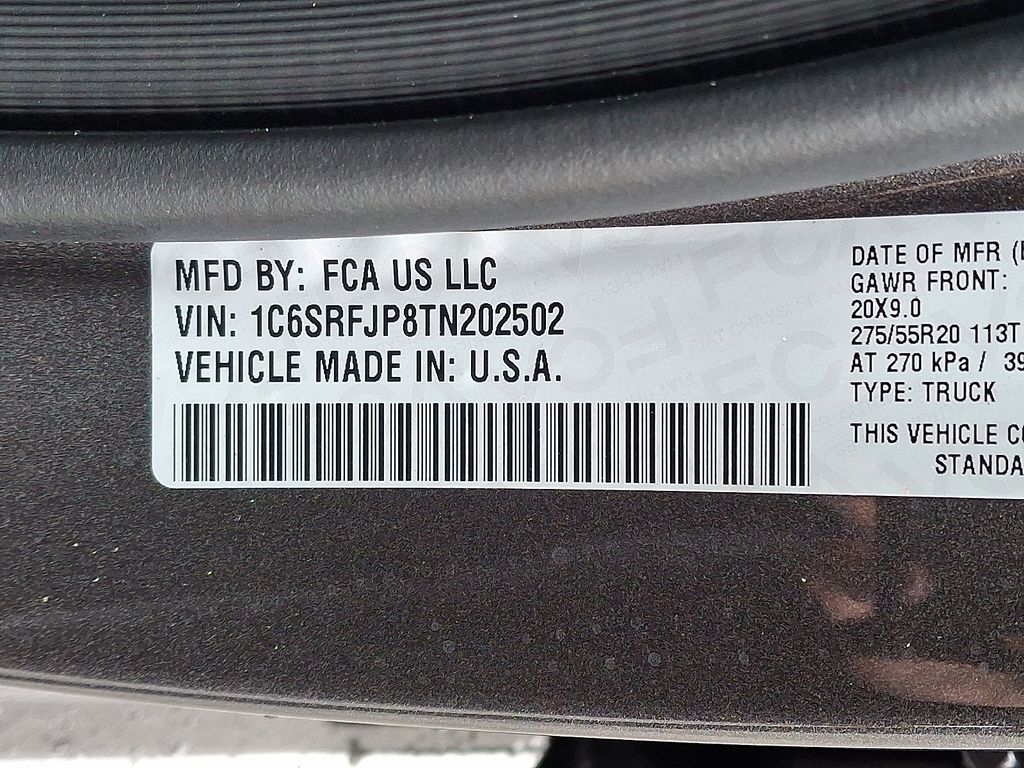 MFD BY: FCA US LLC
VIN: 1C6SRFJP8TN202502
VEHICLE MADE IN: U.S.A.
DATE OF MFR
GAWR FRONT:
20X9.0
275/55R20 113T
AT 270 kPa / 39
TYPE: TRUCK
THIS VEHICLE